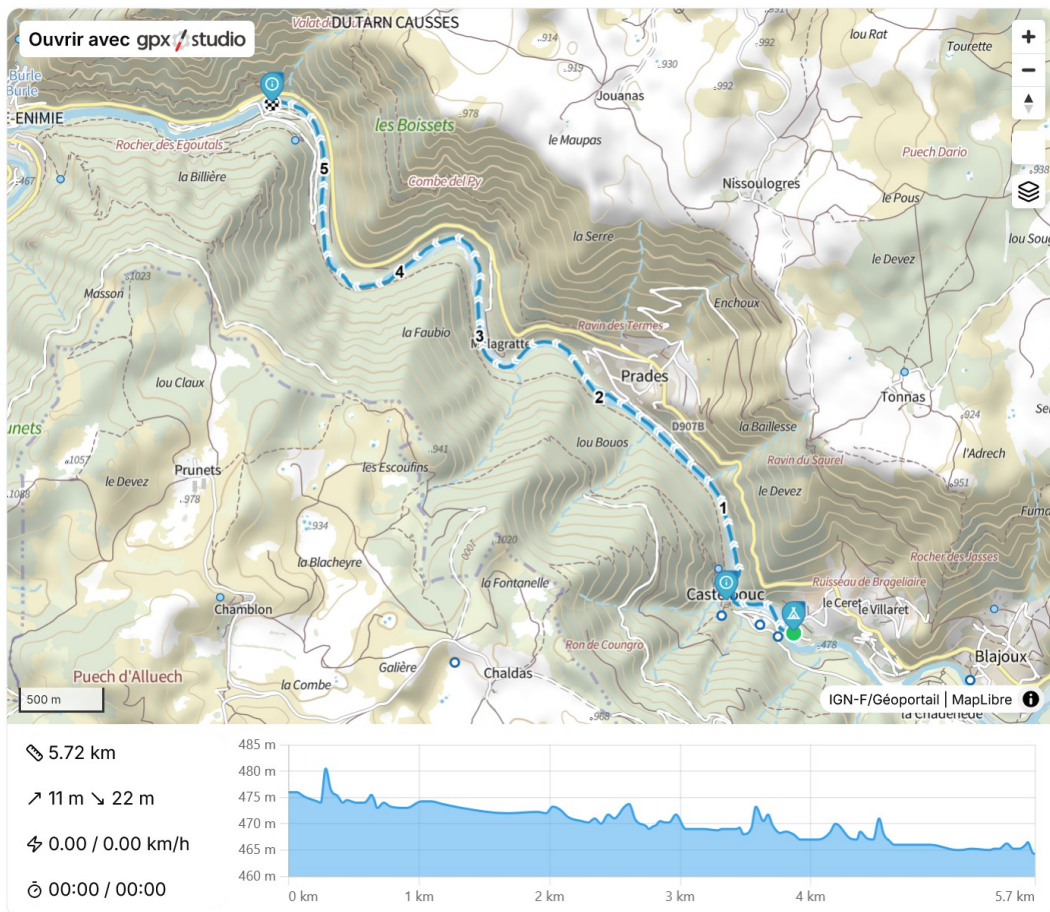 Valat de
DU TARN CAUSSES
Ouvrir avec gpx studio
914
992
lou Rat
Tourette
919
930
992
Burle
Burle
Jouanas
978
E-ENIMIE
les Boissets
le Maupas
Rocher des Egoutals
Puech Dario
938
5
467
la Billière
Combe del Py
Nissoulogres
le Pous
la Serre
lou Soug
4
le Devez
1023
Masson
Enchoux
Ravin des Termes
la Faubio
3
Prades
lou Claux
2
Tonnas
924
D907B
la Baillesse
unets
lou Bouos
941
l'Adrech
1057
les Escoufins
Ravin du Saurel
Prunets
le Devez
978
951
1088
le Devez
1
Fuma
934
1020
1000
Rocher des Jasses
la Blacheyre
la Fontanelle
Ruisseau de Brageliaire
le Ceret
le Villaret
Chamblon
478
Ron de Coungro
Blajoux
Galière
Chaldas
Puech d'Alluech
la Combe
500 m
IGN-F/Géoportail | MapLibre
968
la Chadenède
5.72 km
11 m 22 m
0.00 / 0.00 km/h
00:00 / 00:00
485 m
480 m
475 m
470 m
465 m
460 m
0 km 1 km 2 km 3 km 4 km 5.7 km